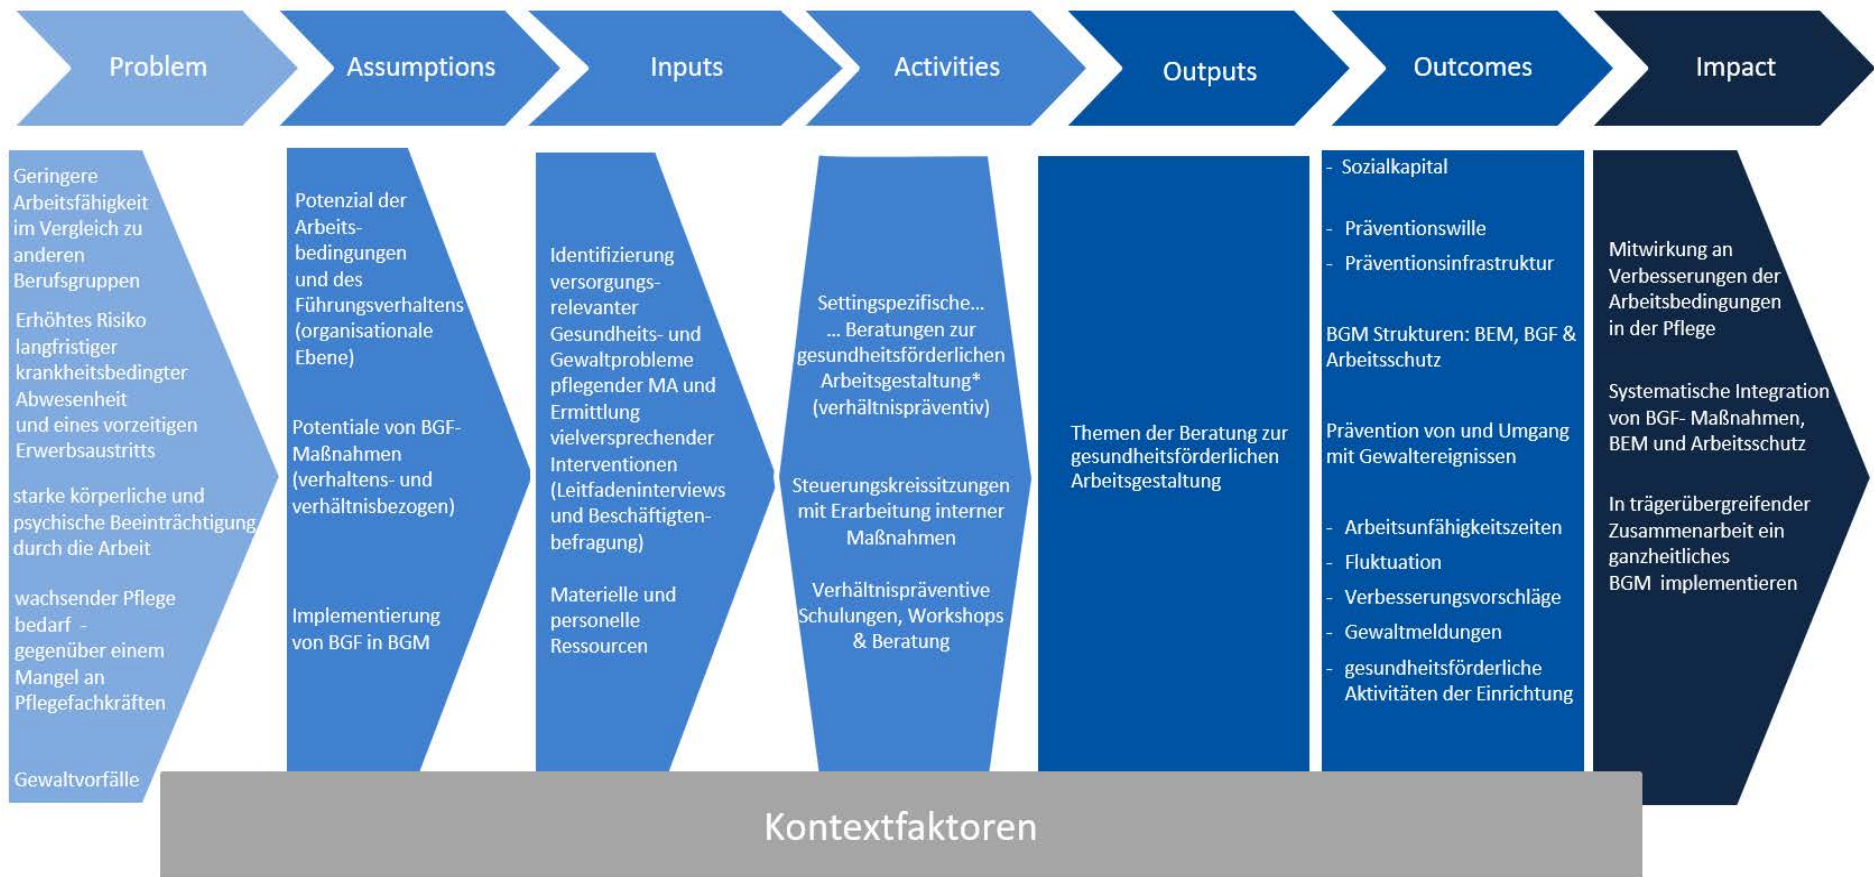 Problem
Assumptions
Inputs
Activities
Outputs
Outcomes
Impact
Geringere
Arbeitsfähigkeit
im Vergleich zu
anderen
Berufsgruppen
Erhöhtes Risiko
langfristiger
krankheitsbedingter
Abwesenheit
und eines vorzeitigen
Erwerbsaustritts
starke körperliche und
psychische Beeinträchtigung
durch die Arbeit
wachsender Pflege
bedarf -
gegenüber einem
Mangel an
Pflegefachkräften
Gewaltvorfälle
Potenzial der
Arbeits-
bedingungen
und des
Führungsverhaltens
(organisationale
Ebene)
Potentiale von BGF-
Maßnahmen
(verhaltens- und
verhältnisbezogen)
Implementierung
von BGF in BGM
Identifizierung
versorgungs-
relevanter
Gesundheits- und
Gewaltprobleme
pflegender MA und
Ermittlung
vielversprechender
Interventionen
(Leitfadeninterviews
und Beschäftigten-
befragung)
Materielle und
personelle
Ressourcen
Settingspezifische...
... Beratungen zur
gesundheitsförderlichen
Arbeitsgestaltung*
(verhältnispräventiv)
Steuerungskreissitzungen
mit Erarbeitung interner
Maßnahmen
Verhältnispräventive
Schulungen, Workshops
& Beratung
Themen der Beratung zur
gesundheitsförderlichen
Arbeitsgestaltung
- Sozialkapital
- Präventionswille
- Präventionsinfrastruktur
BGM Strukturen: BEM, BGF &
Arbeitsschutz
Prävention von und Umgang
mit Gewaltereignissen
- Arbeitsunfähigkeitszeiten
- Fluktuation
- Verbesserungsvorschläge
- Gewaltmeldungen
- gesundheitsförderliche
Aktivitäten der Einrichtung
Mitwirkung an
Verbesserungen der
Arbeitsbedingungen
in der Pflege
Systematische Integration
von BGF- Maßnahmen,
BEM und Arbeitsschutz
In trägerübergreifender
Zusammenarbeit ein
ganzheitliches
BGM implementieren
Kontextfaktoren